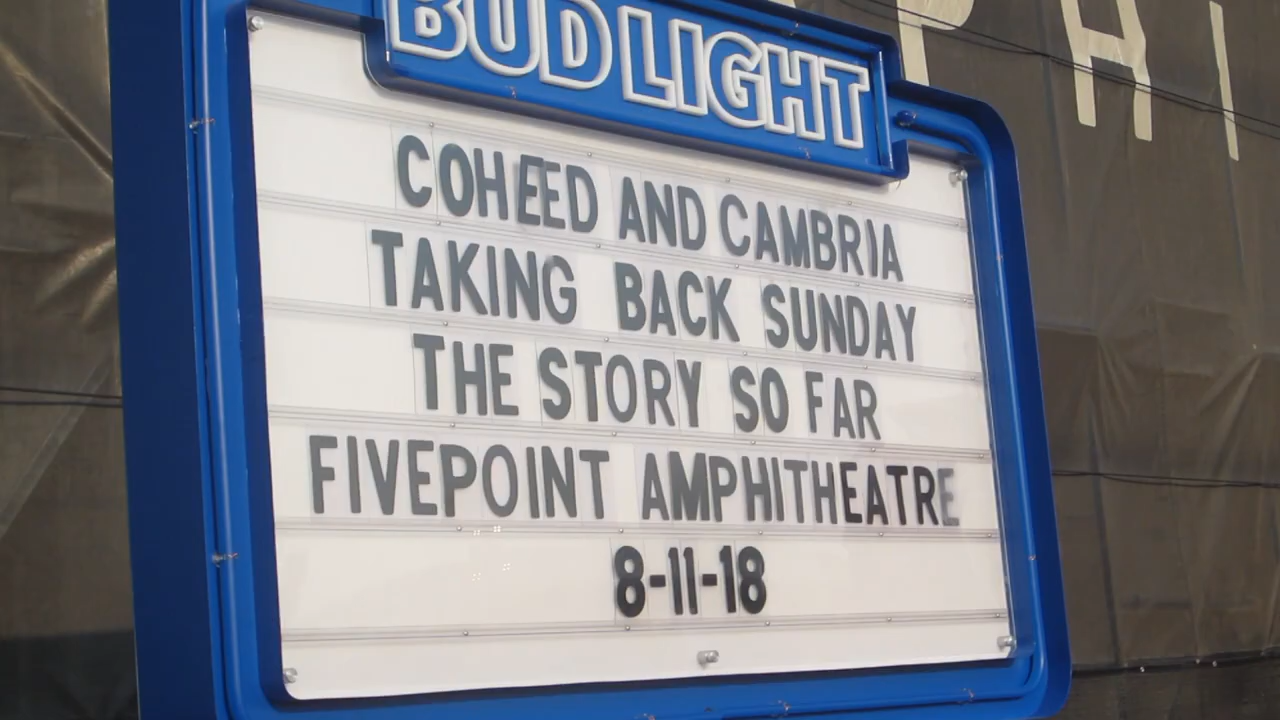 BUD LIGHT
COHEED AND CAMBRIA
TAKING BACK SUNDAY
THE STORY SO FAR
FIVEPOINT AMPHITHEATRE
8-11-18